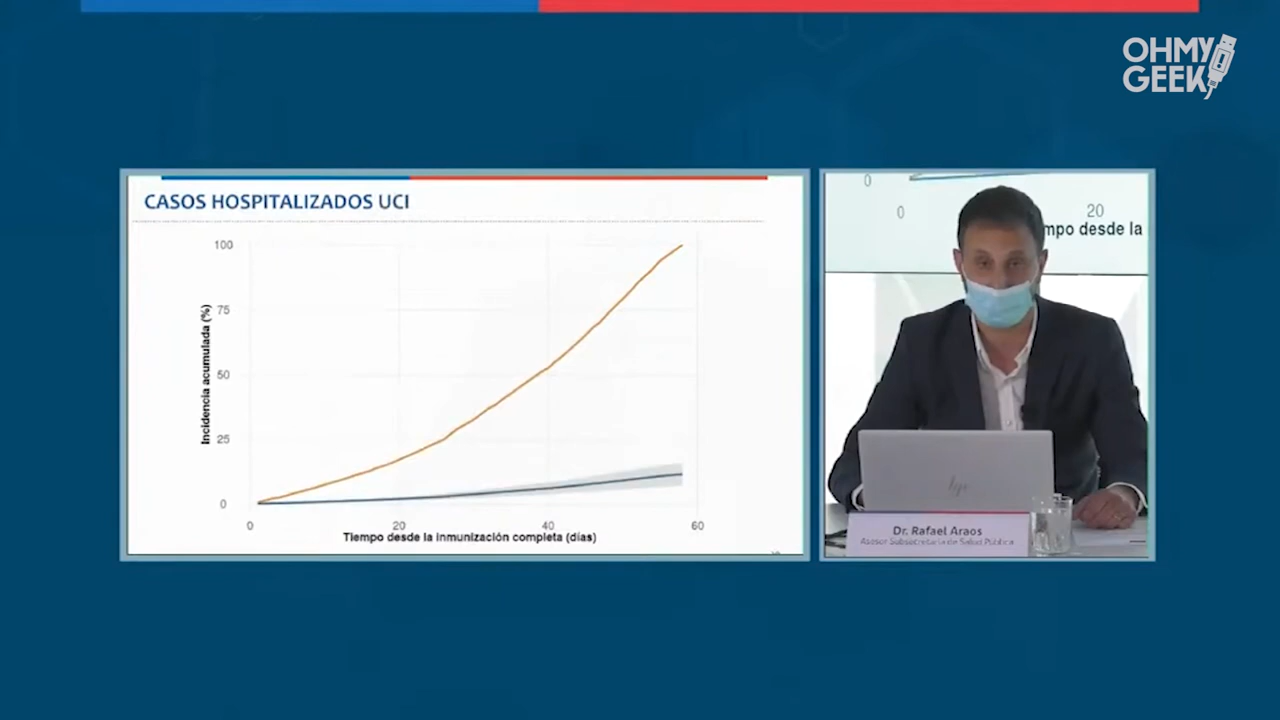 OHMY
GEEK
CASOS HOSPITALIZADOS UCI
100
75
50
25
0
Incidencia acumulada (%)
0
20
40
60
Tiempo desde la inmunización completa (días)
0
0
20
mpo desde la
hp
Dr. Rafael Araos
Asesor Subsecretaría de Salud Pública